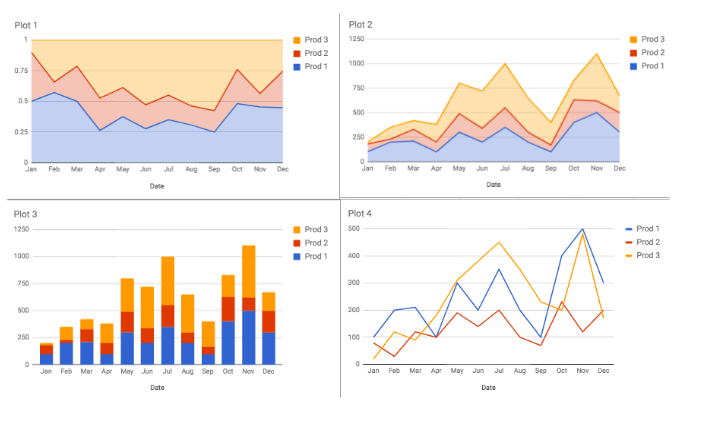 Plot 1
1
0.75
0.5
0.25
0
Jan Feb Mar Apr May Jun Jul Aug Sep Oct Nov Dec
Date
Prod 3
Prod 2
Prod 1
Plot 2
1250
1000
750
500
250
0
Jan Feb Mar Apr May Jun Jul Aug Sep Oct Nov Dec
Date
Prod 3
Prod 2
Prod 1
Plot 3
1250
1000
750
500
250
0
Jan Feb Mar Apr May Jun Jul Aug Sep Oct Nov Dec
Date
Prod 3
Prod 2
Prod 1
Plot 4
500
400
300
200
100
0
Jan Feb Mar Apr May Jun Jul Aug Sep Oct Nov Dec
Date
Prod 1
Prod 2
Prod 3